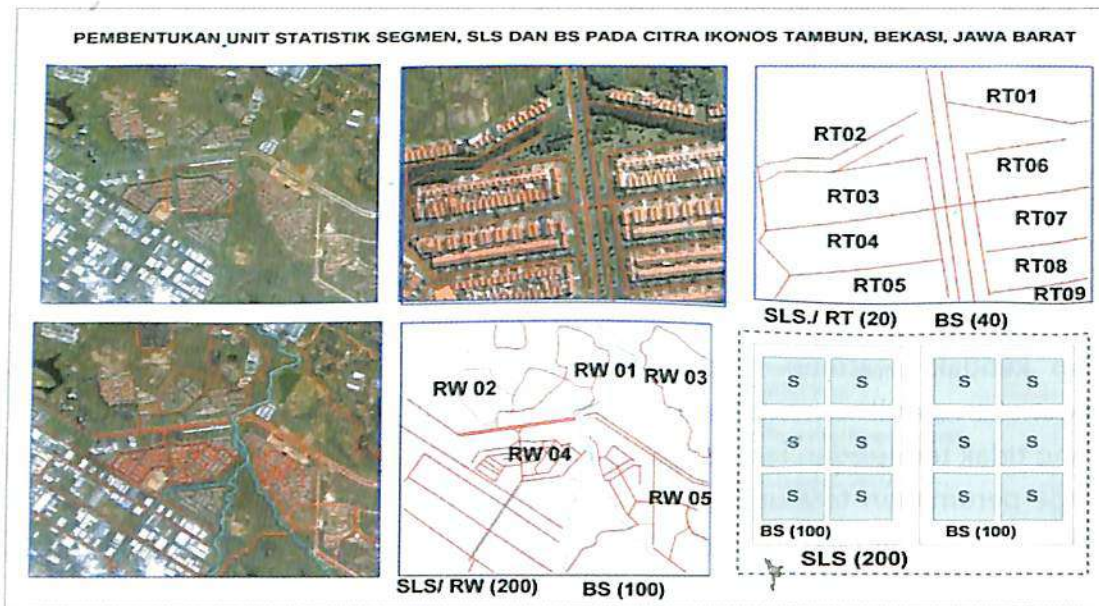 PEMBENTUKAN UNIT STATISTIK SEGMEN, SLS DAN BS PADA CITRA IKONOS TAMBUN, BEKASI, JAWA BARAT
RT01
RT02
RT06
RT03
RT07
RT04
RT08
RT05
RT09
SLS./ RT (20) BS (40)
RW 01
RW 03
RW 02
RW 04
RW 05
SLS/ RW (200) BS (100)
S S S S
S S S S
S S S S
BS (100) BS (100)
SLS (200)